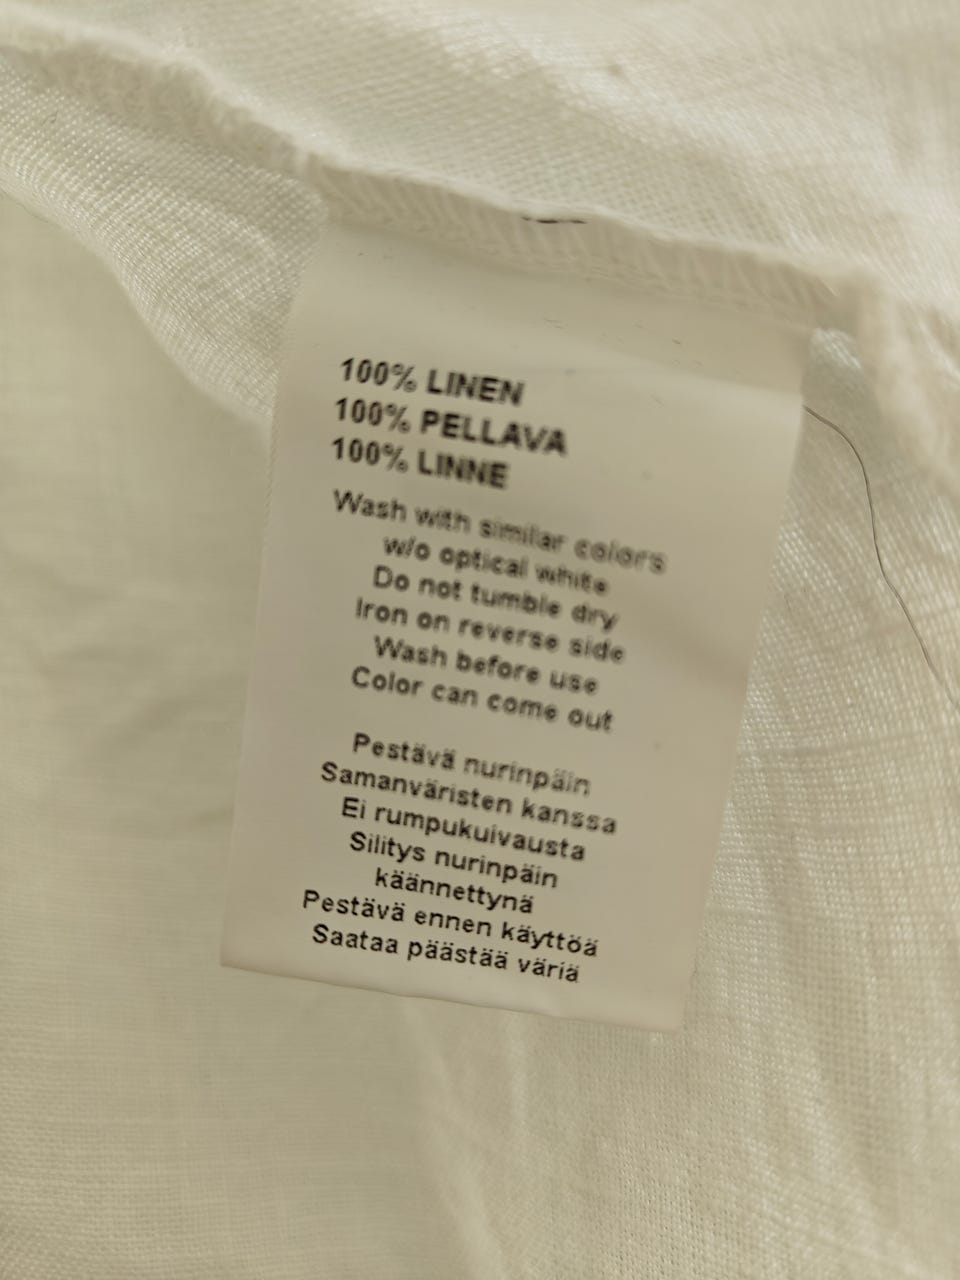 100% LINEN
100% PELLAVA
100% LINNE
Wash with similar colors
w/o optical white
Do not tumble dry
Iron on reverse side
Wash before use
Color can come out
Pestävä nurinpäin
Samanväristen kanssa
Ei rumpukuivausta
Silitys nurinpäin
käännettynä
Pestävä ennen käyttöä
Saataa päästää väriä